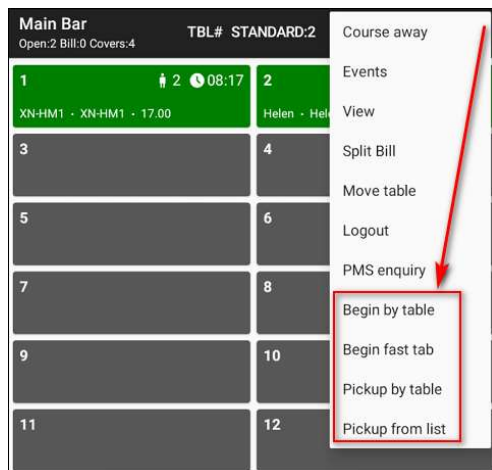 Main Bar
Open:2 Bill:0 Covers:4
TBL# STANDARD:2
1 2 08:17
XN-HM1 · XN-HM1 · 17.00
2
Helen
3
4
5
6
7
8
9
10
11
12
Course away
Events
View
Split Bill
Move table
Logout
PMS enquiry
Begin by table
Begin fast tab
Pickup by table
Pickup from list